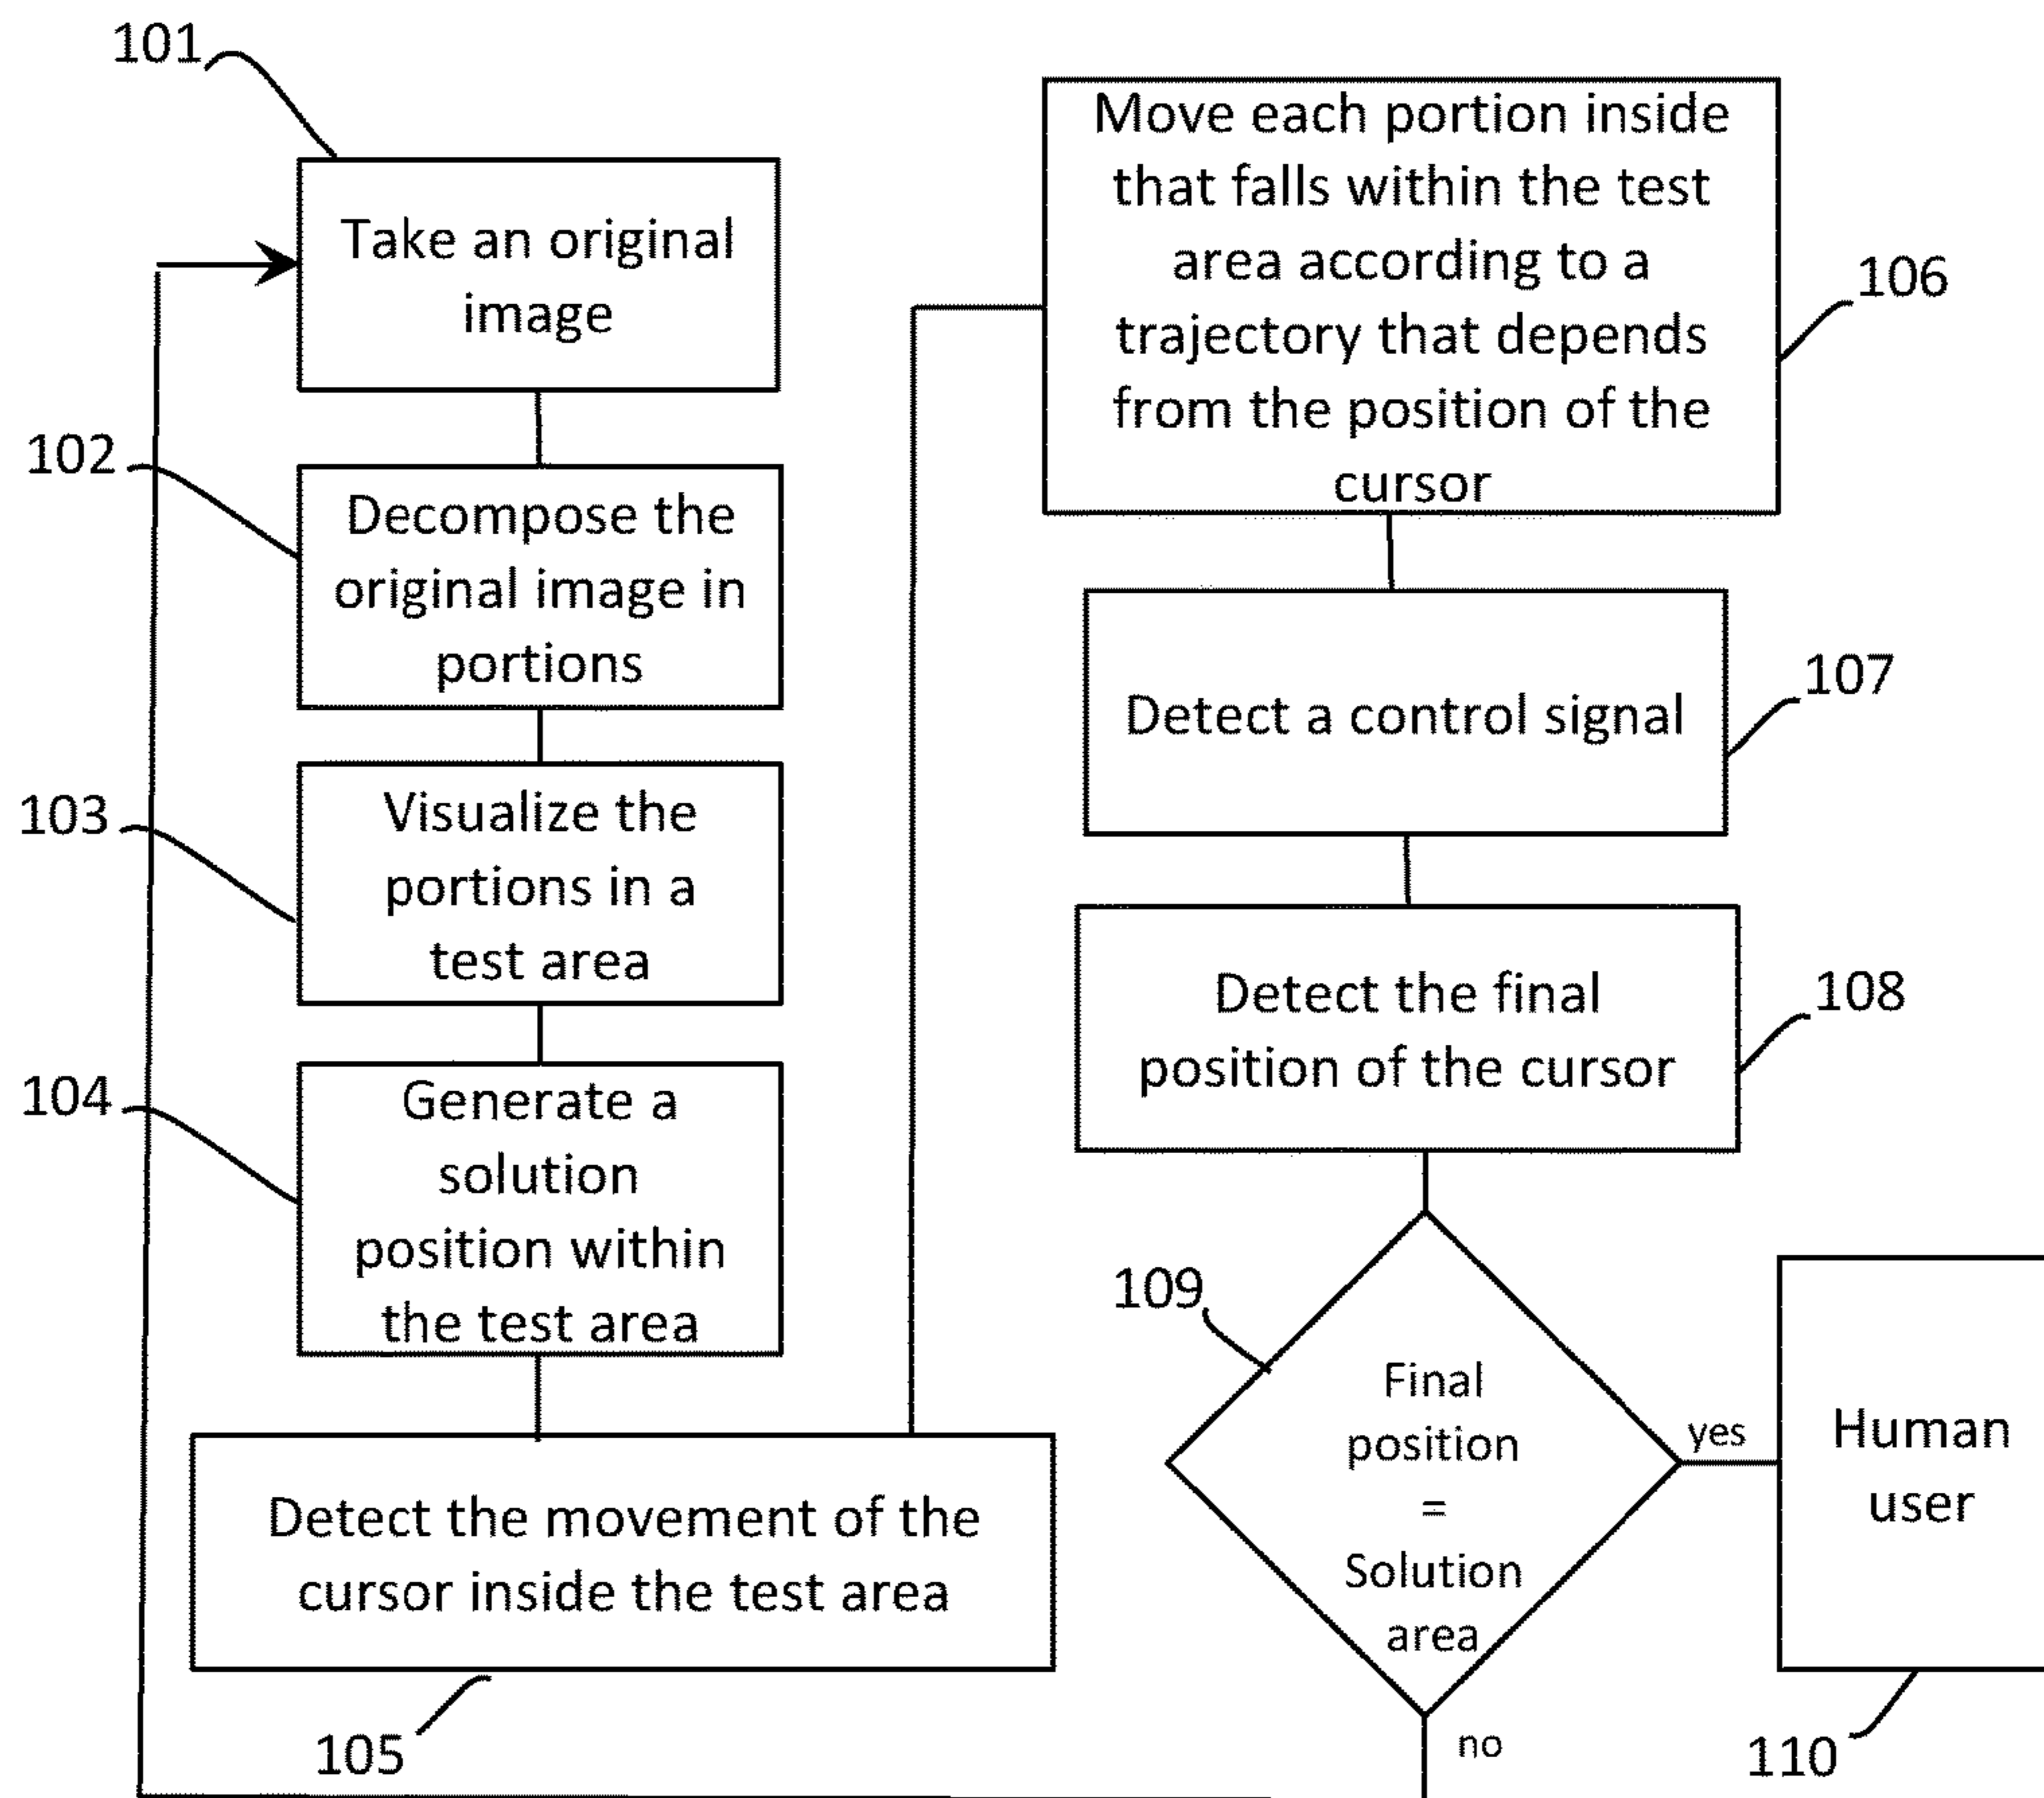 101
Take an original
image
102
Decompose the
original image in
portions
103
Visualize the
portions in a
test area
104
Generate a
solution
position within
the test area
Detect the movement of the
cursor inside the test area
105
Move each portion inside
that falls within the test
area according to a
trajectory that depends
from the position of the
cursor
106
Detect a control signal
107
Detect the final
position of the cursor
108
109
Final
position
=
Solution
area
yes
no
Human
user
110